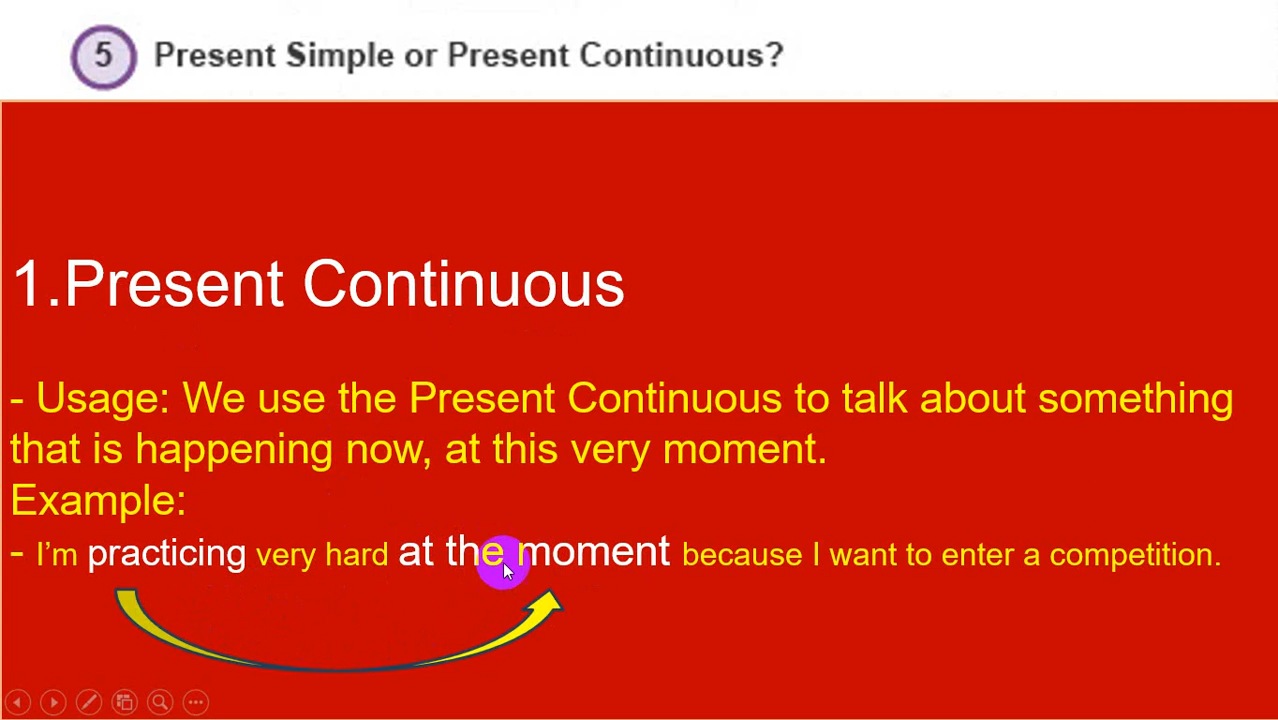 5 Present Simple or Present Continuous?
1.Present Continuous
- Usage: We use the Present Continuous to talk about something
that is happening now, at this very moment.
Example:
- I'm practicing very hard at the moment because I want to enter a competition.